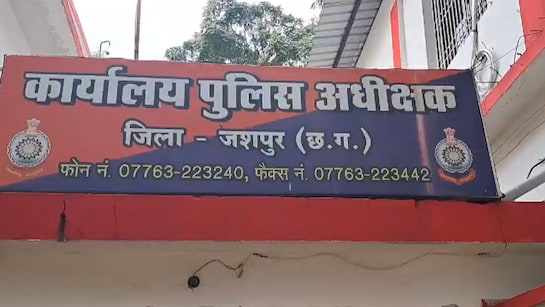 कार्यालय पुलिस अधीक्षक
जिला - जशपुर (छ.ग.)
फोन नं. 07763-223240, फैक्स नं. 07763-223442